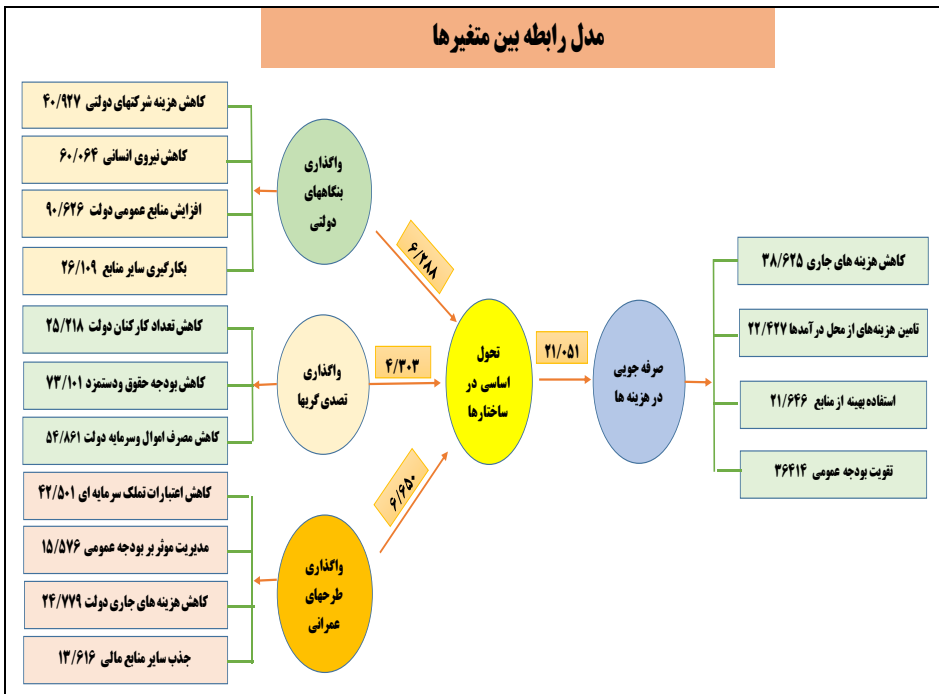 مدل رابطه بین متغیرها
کاهش هزینه شرکتهای دولتی ۴۰/۹۲۷
کاهش نیروی انسانی ۶۰/۰۶۴
افزایش منابع عمومی دولت ۹۰/۶۲۶
بکارگیری سایر منابع ۲۶/۱۰۹
واگذاری
بنگاههای
دولتی
۶/۲۸۸
کاهش تعداد کارکنان دولت ۲۵/۲۱۸
کاهش بودجه حقوق ودستمزد ۷۳/۱۰۱
کاهش مصرف اموال وسرمایه دولت ۵۴/۸۶۱
واگذاری
تصدی گریها
۴/۳۰۳
کاهش اعتبارات تملک سرمایه ای ۴۲/۵۰۱
مدیریت موثر بر بودجه عمومی ۱۵/۵۷۶
کاهش هزینه های جاری دولت ۲۴/۷۷۹
جذب سایر منابع مالی ۱۳/۶۱۶
واگذاری
طرحهای
عمرانی
۶/۶۵۰
تحول
اساسی در
ساختارها
۲۱/۰۵۱
صرفه جویی
در هزینه ها
کاهش هزینه های جاری ۳۸/۶۲۵
تامین هزینه‌های از محل درآمدها ۲۲/۴۲۷
استفاده بهینه از منابع ۲۱/۶۴۶
تقویت بودجه عمومی ۳۶۴۱۴